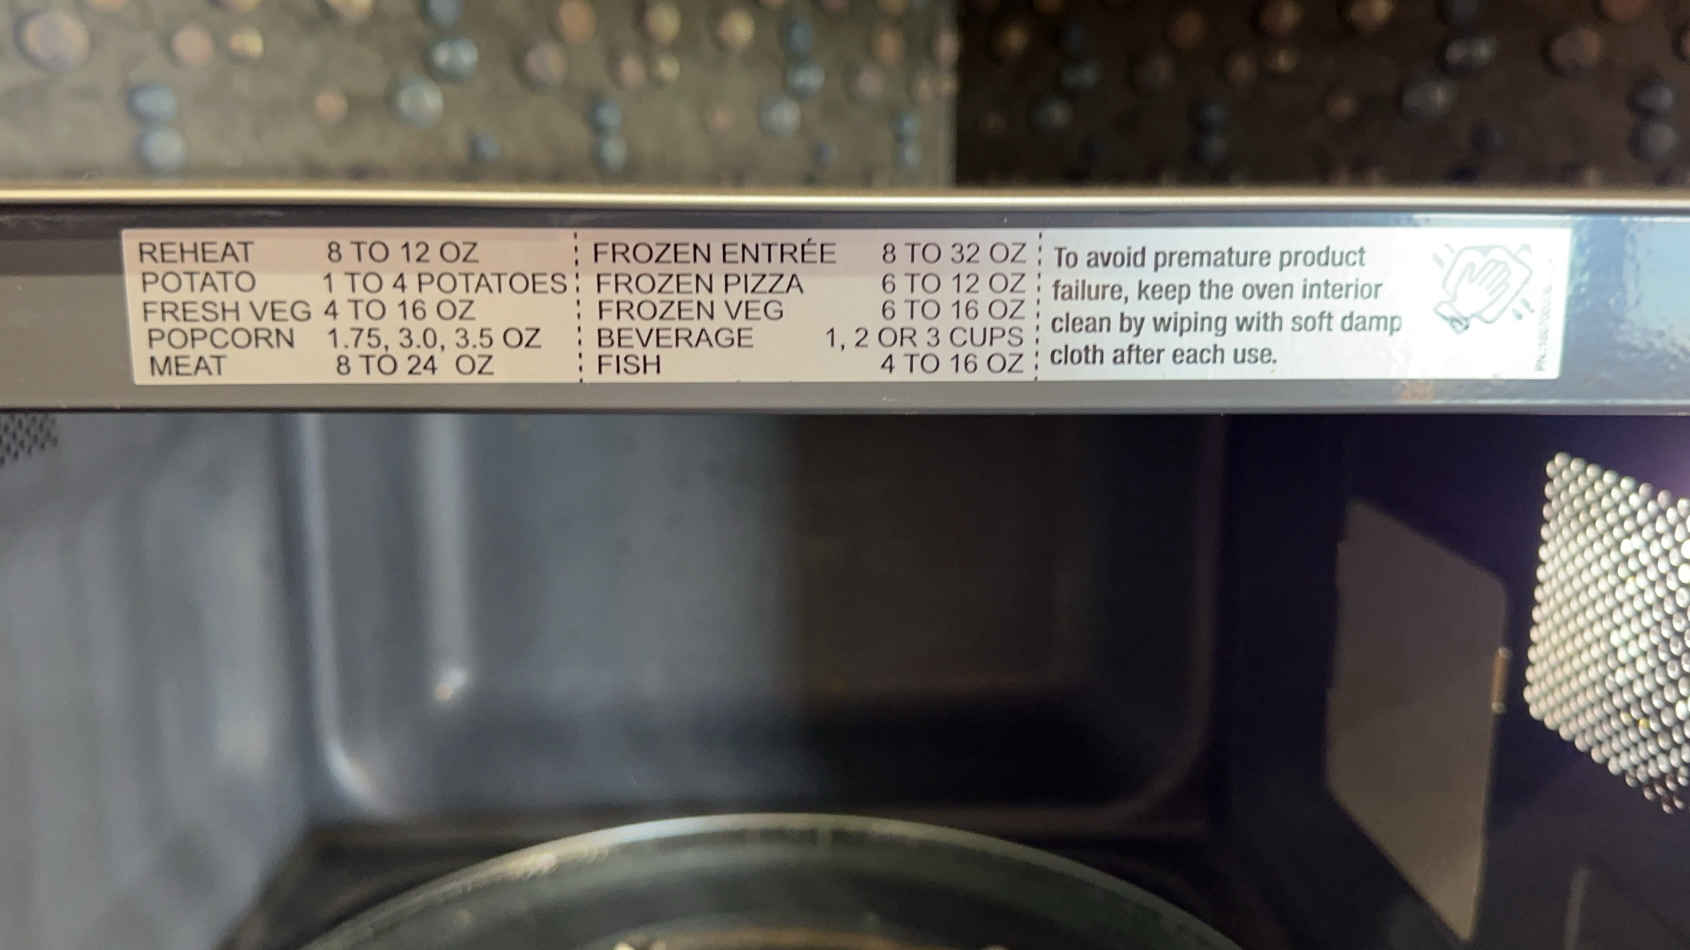 REHEAT 8 TO 12 OZ
POTATO 1 TO 4 POTATOES
FRESH VEG 4 TO 16 OZ
POPCORN 1.75, 3.0, 3.5 OZ
MEAT 8 TO 24 OZ
FROZEN ENTRÉE 8 TO 32 OZ
FROZEN PIZZA 6 TO 12 OZ
FROZEN VEG 6 TO 16 OZ
BEVERAGE 1, 2 OR 3 CUPS
FISH 4 TO 16 OZ
To avoid premature product
failure, keep the oven interior
clean by wiping with soft damp
cloth after each use.